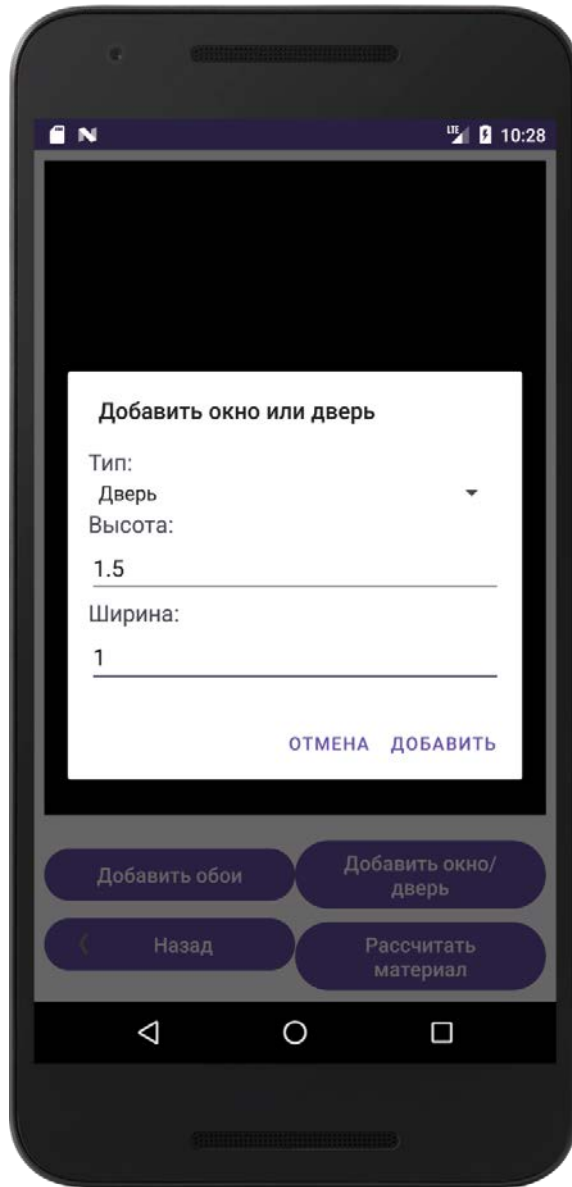 LTE 10:28
Добавить окно или дверь
Тип:
Дверь
Высота:
1.5
Ширина:
1
ОТМЕНА ДОБАВИТЬ
Добавить обои
Добавить окно/
дверь
Назад
Рассчитать
материал